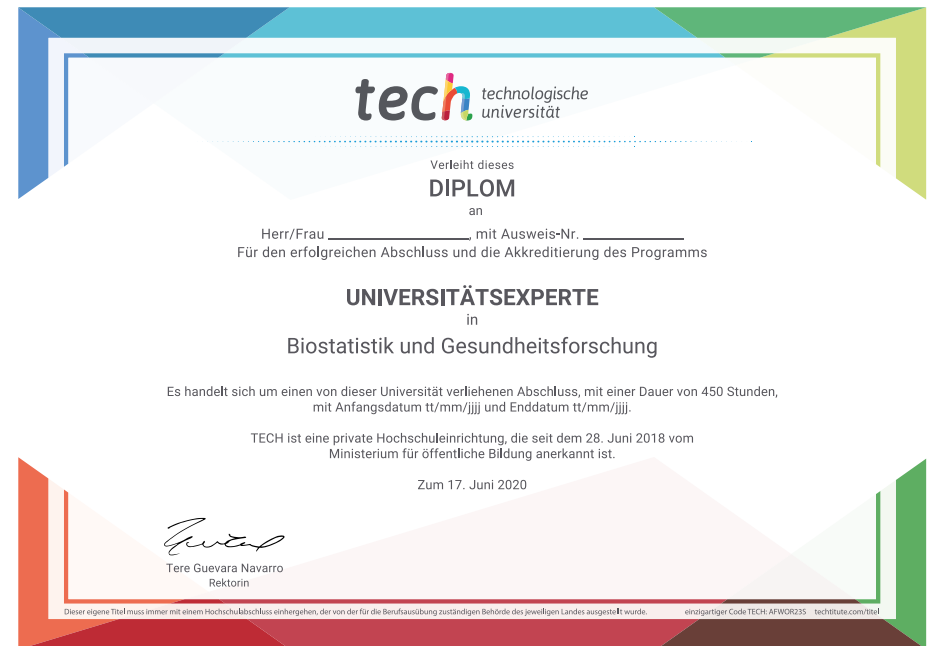 tech technologische
universität
Verleiht dieses
DIPLOM
an
Herr/Frau ____________________, mit Ausweis-Nr. ______________
Für den erfolgreichen Abschluss und die Akkreditierung des Programms
UNIVERSITÄTSEXPERTE
in
Biostatistik und Gesundheitsforschung
Es handelt sich um einen von dieser Universität verliehenen Abschluss, mit einer Dauer von 450 Stunden,
mit Anfangsdatum tt/mm/jjjj und Enddatum tt/mm/jjjj.
TECH ist eine private Hochschuleinrichtung, die seit dem 28. Juni 2018 vom
Ministerium für öffentliche Bildung anerkannt ist.
Zum 17. Juni 2020
Tere Guevara Navarro
Rektorin
Dieser eigene Titel muss immer mit einem Hochschulabschluss einhergehen, der von der für die Berufsausübung zuständigen Behörde des jeweiligen Landes ausgestellt wurde. einzigartiger Code TECH: AFWOR23S techtitute.com/titel